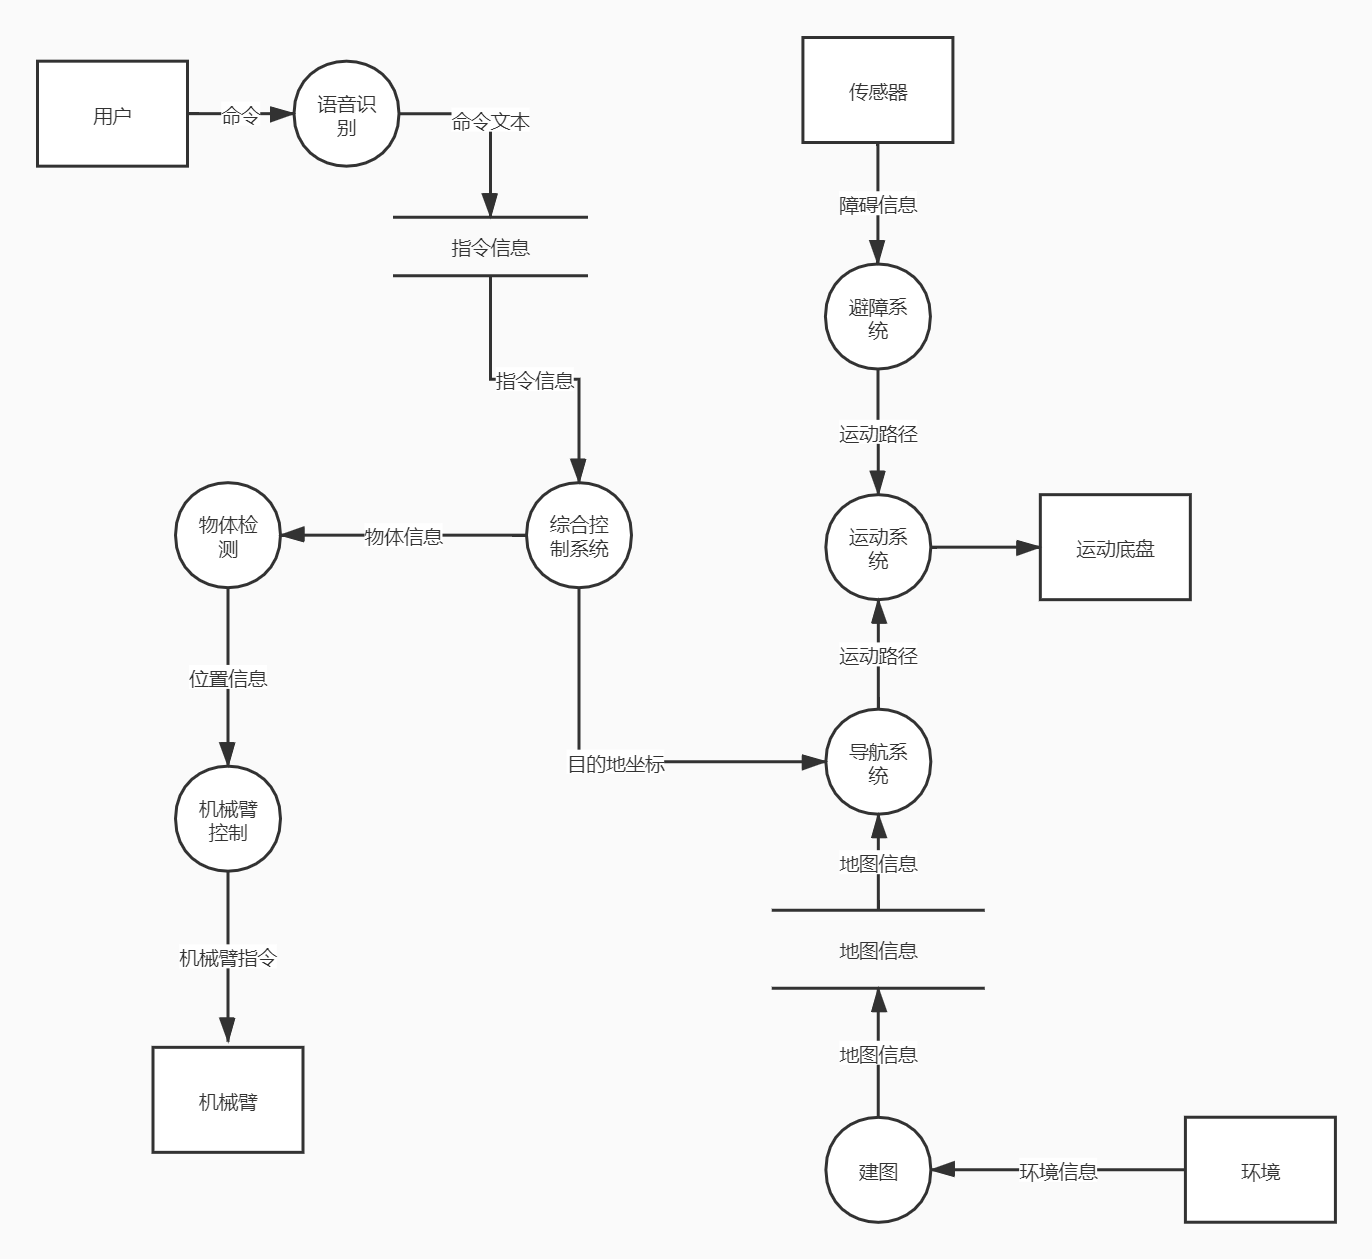 用户
命令
语音识
别
命令文本
指令信息
指令信息
综合控
制系统
物体信息
物体检
测
位置信息
机械臂
控制
机械臂指令
机械臂
目的地坐标
传感器
障碍信息
避障系
统
运动路径
运动系
统
运动底盘
运动路径
导航系
统
地图信息
地图信息
地图信息
建图
环境信息
环境